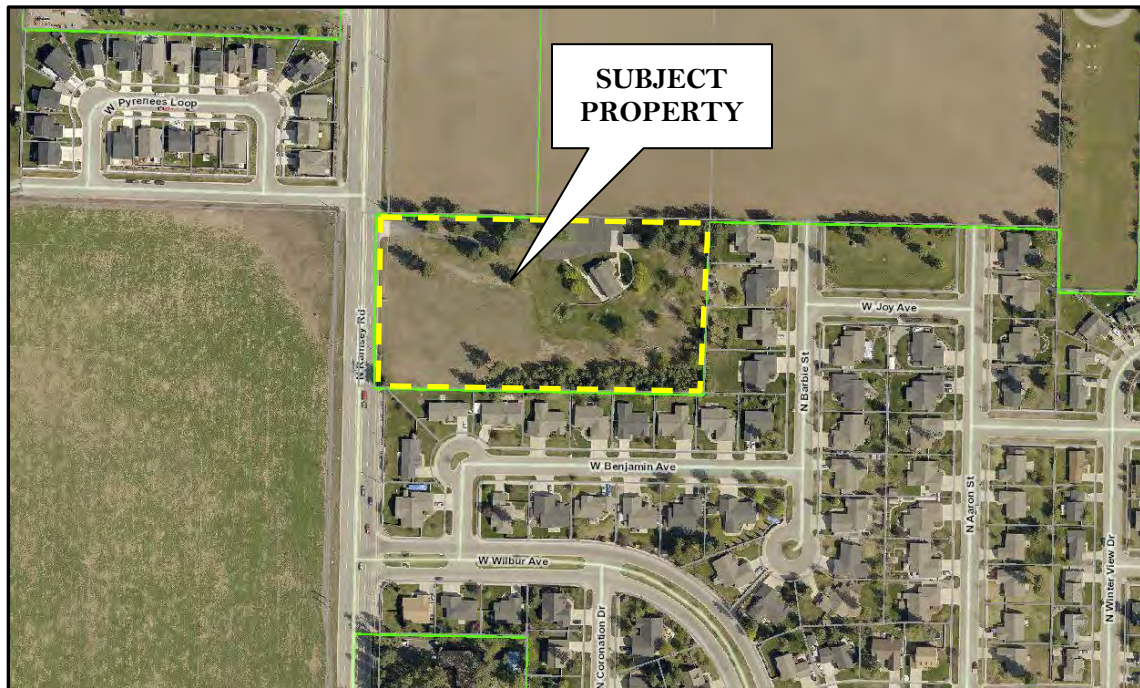 W Pyrenees Loop
SUBJECT
PROPERTY
N Ramsey Rd
W Joy Ave
N Barbie St
W Benjamin Ave
N Aaron St
N Winter View Dr
W Wilbur Ave
N Coronation Dr